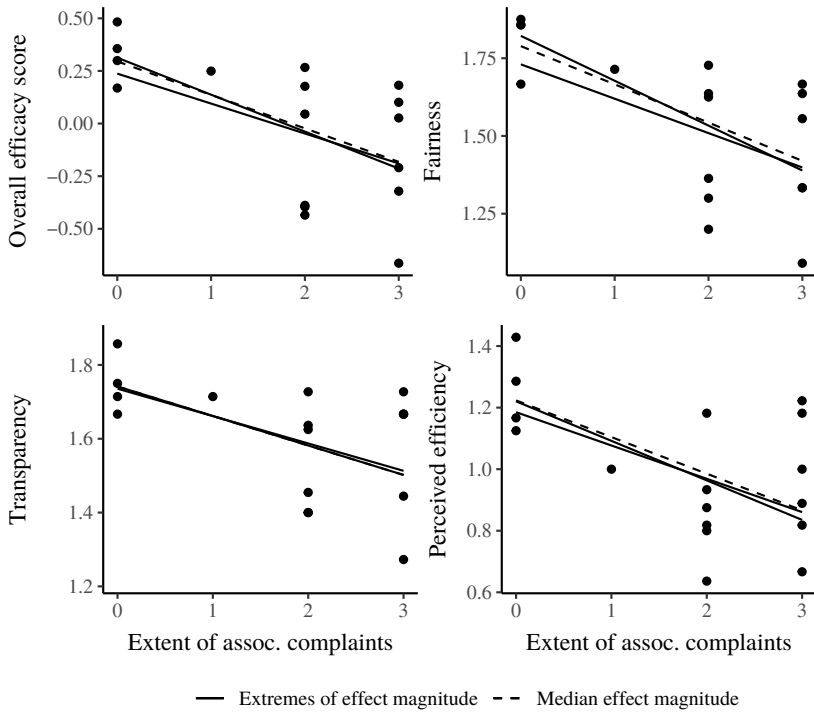 Overall efficacy score
0.50
0.25
0.00
−0.25
−0.50
0 1 2 3
Fairness
1.75
1.50
1.25
0 1 2 3
Transparency
1.8
1.6
1.4
1.2
0 1 2 3
Extent of assoc. complaints
Perceived efficiency
1.4
1.2
1.0
0.8
0.6
0 1 2 3
Extent of assoc. complaints
Extremes of effect magnitude Median effect magnitude